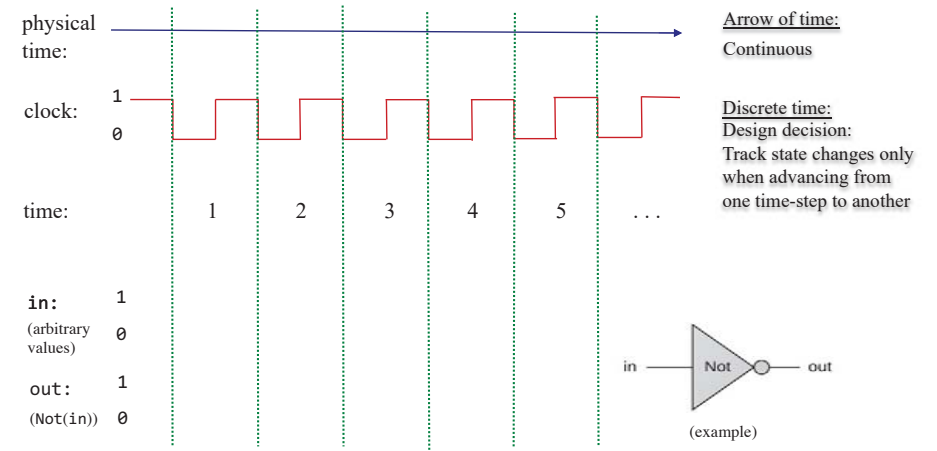 physical
time:
Arrow of time:
Continuous
clock:
1
0
Discrete time:
Design decision:
Track state changes only
when advancing from
one time-step to another
time:
1 2 3 4 5 ...
in:
(arbitrary
values)
1
0
out:
(Not(in))
1
0
in Not out
(example)